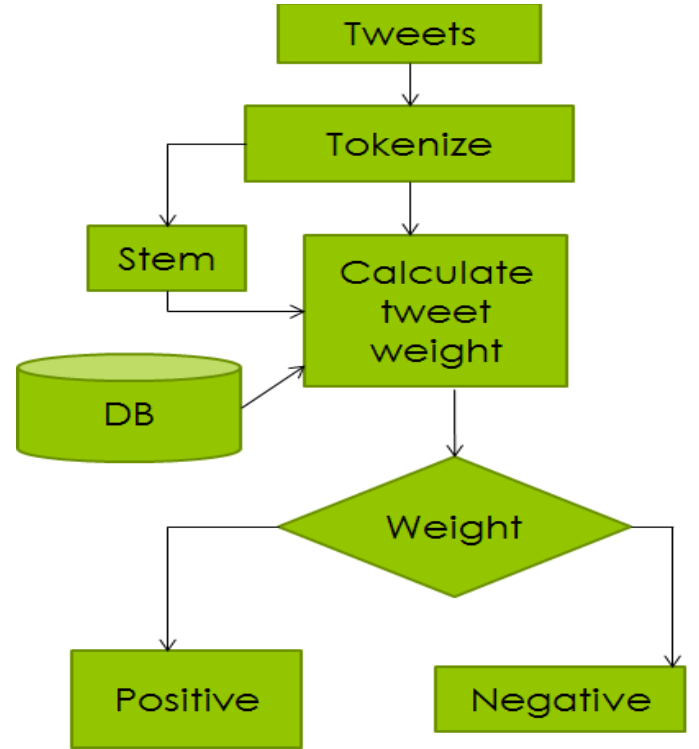 Tweets
Tokenize
Stem
Calculate
tweet
weight
DB
Weight
Positive
Negative